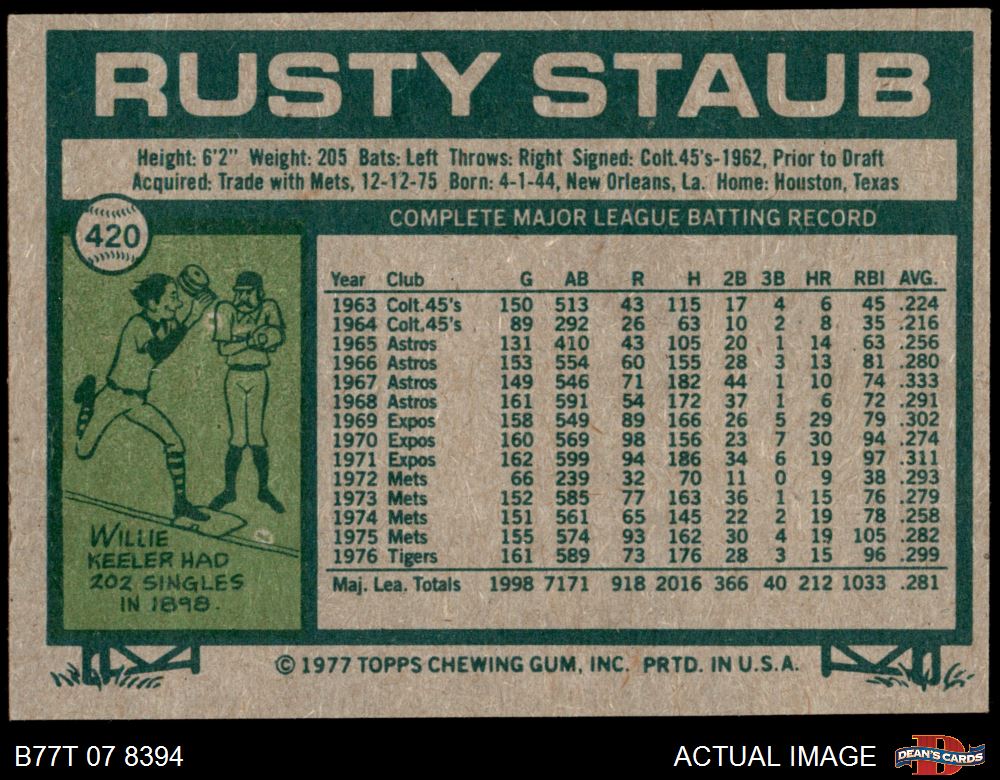 RUSTY STAUB
Height: 6'2" Weight: 205 Bats: Left Throws: Right Signed: Colt.45's-1962, Prior to Draft
Acquired: Trade with Mets, 12-12-75 Born: 4-1-44, New Orleans, La. Home: Houston, Texas
420
COMPLETE MAJOR LEAGUE BATTING RECORD
Year Club G AB R H 2B 3B HR RBI AVG.
1963 Colt.45's 150 513 43 115 17 4 6 45 .224
1964 Colt.45's 89 292 26 63 10 2 8 35 .216
1965 Astros 131 410 43 105 20 1 14 63 .256
1966 Astros 153 554 60 155 28 3 13 81 .280
1967 Astros 149 546 71 182 44 1 10 74 .333
1968 Astros 161 591 54 172 37 1 6 72 .291
1969 Expos 158 549 89 166 26 5 29 79 .302
1970 Expos 160 569 98 156 23 7 30 94 .274
1971 Expos 162 599 94 186 34 6 19 97 .311
1972 Mets 66 239 32 70 11 0 9 38 .293
1973 Mets 152 585 77 163 36 1 15 76 .279
1974 Mets 151 561 65 145 22 2 19 78 .258
1975 Mets 155 574 93 162 30 4 19 105 .282
1976 Tigers 161 589 73 176 28 3 15 96 .299
Maj. Lea. Totals 1998 7171 918 2016 366 40 212 1033 .281
WILLIE
KEELER HAD
202 SINGLES
IN 1898.
© 1977 TOPPS CHEWING GUM, INC. PRTD. IN U.S.A.
B77T 07 8394
ACTUAL IMAGE
D
DEAN'S CARDS